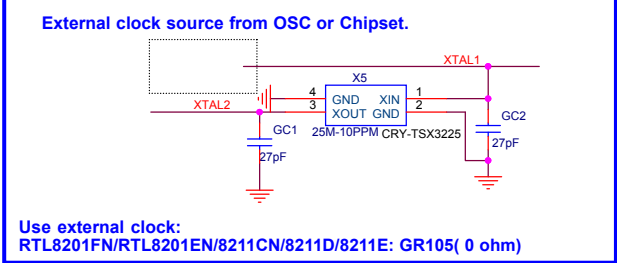 External clock source from OSC or Chipset.
XTAL1
X5
4 GND XIN 1
XTAL2 3 XOUT GND 2
GC1 25M-10PPM CRY-TSX3225 GC2
27pF
27pF
Use external clock:
RTL8201FN/RTL8201EN/8211CN/8211D/8211E: GR105( 0 ohm)